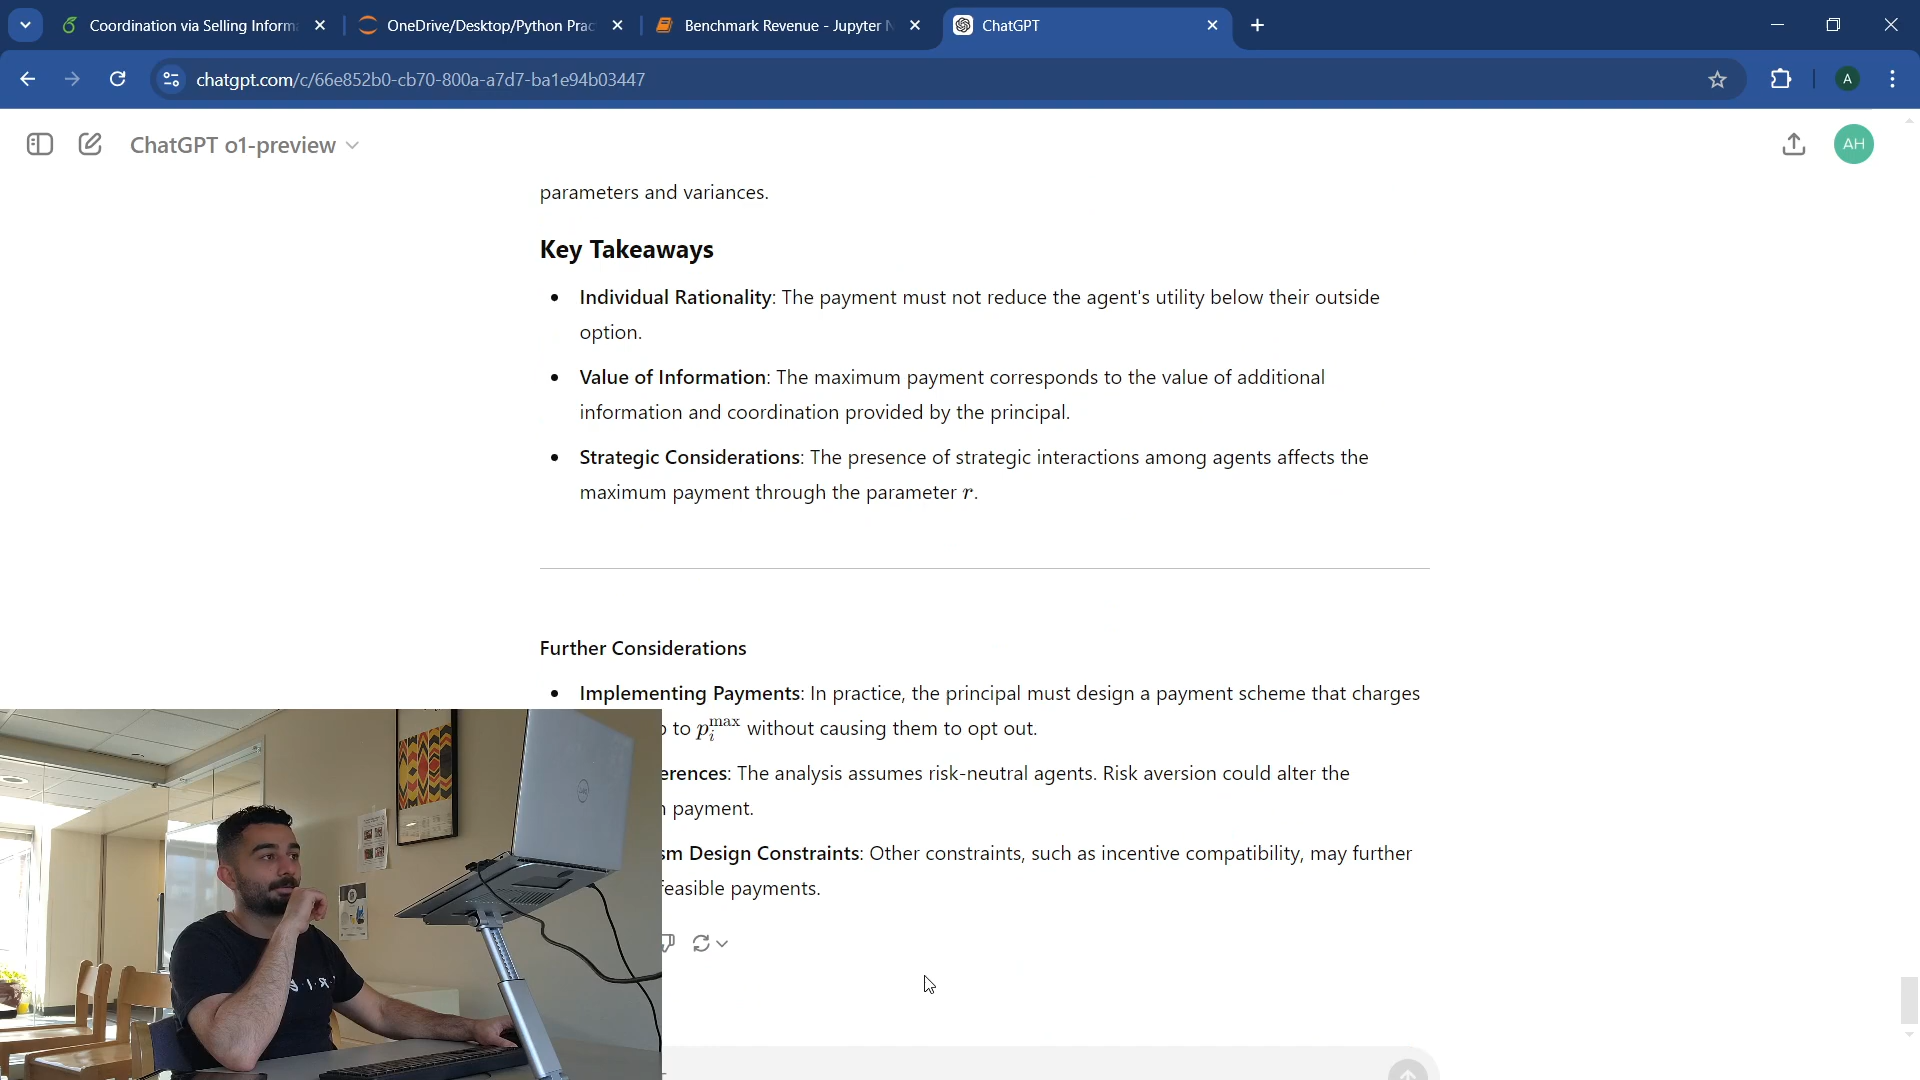 Coordination via Selling Inform
OneDrive/Desktop/Python Prac
Benchmark Revenue - Jupyter N
ChatGPT
chatgpt.com/c/66e852b0-cb70-800a-a7d7-ba1e94b03447
A
ChatGPT o1-preview
AH
parameters and variances.
Key Takeaways
• Individual Rationality: The payment must not reduce the agent's utility below their outside
option.
• Value of Information: The maximum payment corresponds to the value of additional
information and coordination provided by the principal.
• Strategic Considerations: The presence of strategic interactions among agents affects the
maximum payment through the parameter r.
Further Considerations
• Implementing Payments: In practice, the principal must design a payment scheme that charges
to p_i^max without causing them to opt out.
erences: The analysis assumes risk-neutral agents. Risk aversion could alter the
payment.
sm Design Constraints: Other constraints, such as incentive compatibility, may further
feasible payments.